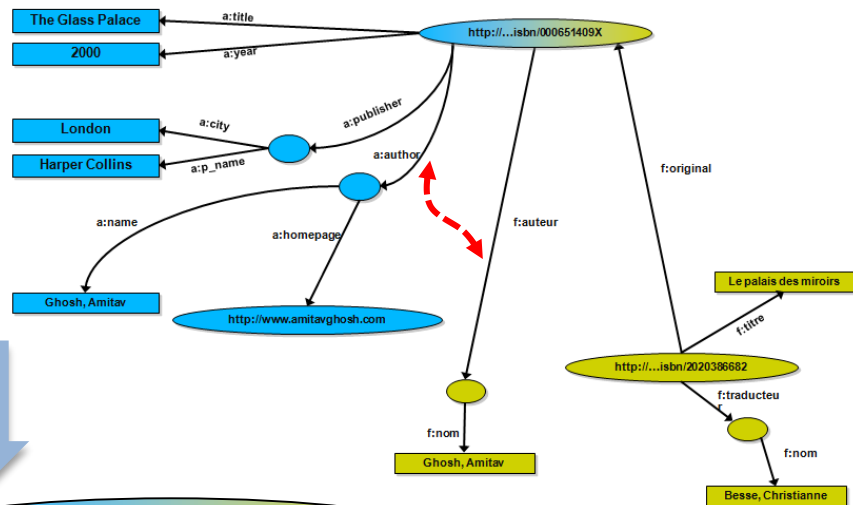 The Glass Palace
a:title
http://...isbn/000651409X
2000
a:year
a:publisher
London
a:city
a:author
Harper Collins
a:p_name
f:original
a:name
f:auteur
a:homepage
Le palais des miroirs
Ghosh, Amitav
http://www.amitavghosh.com
f:titre
http://...isbn/2020386682
f:traducteu
r
f:nom
f:nom
Ghosh, Amitav
Besse, Christianne